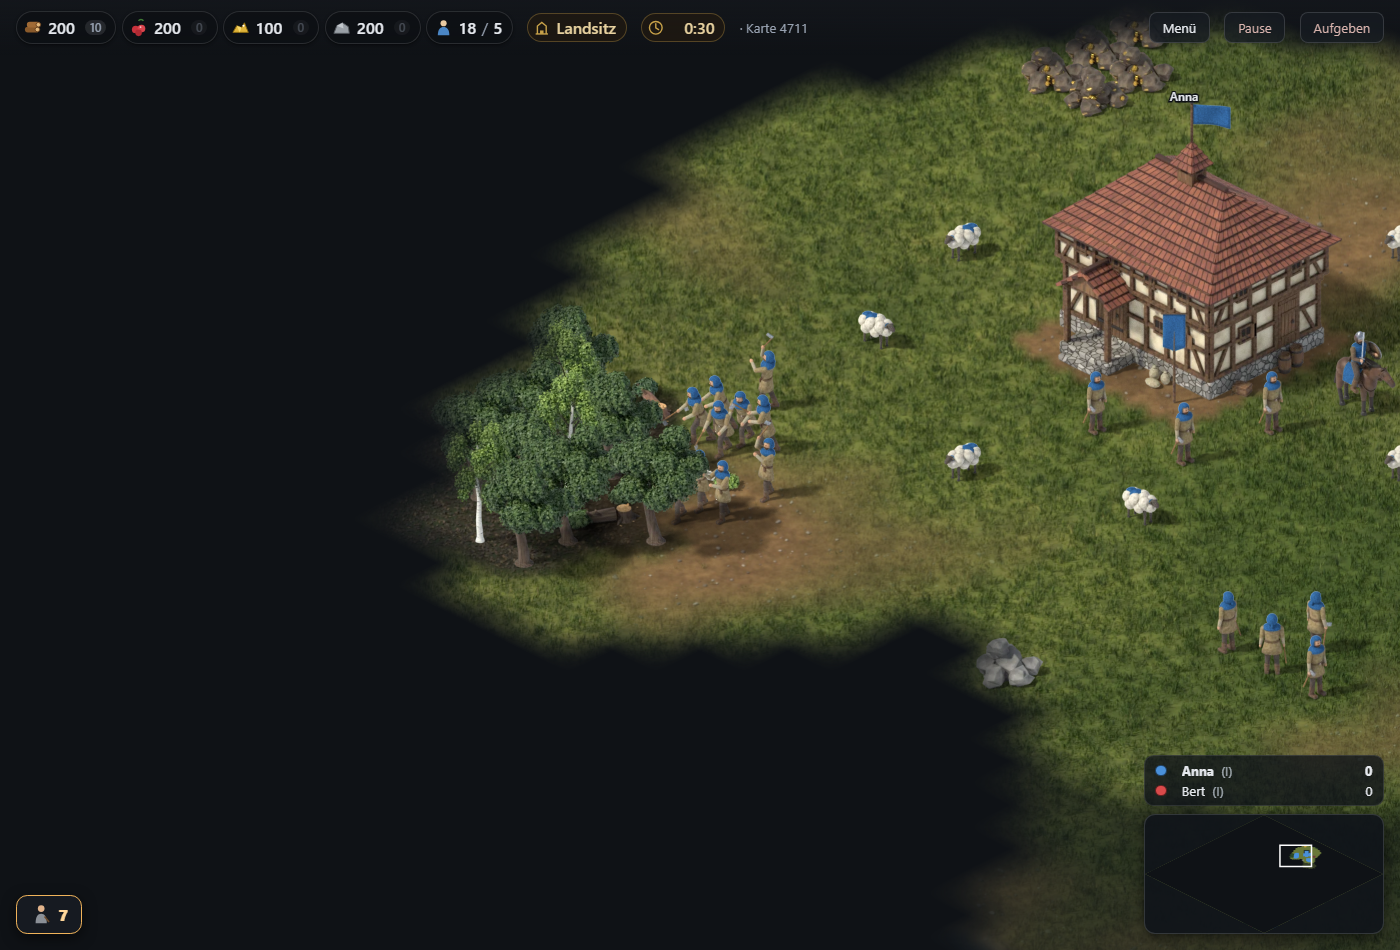 200 10 200 0 100 0 200 0 18 / 5 Landsitz 0:30 · Karte 4711 Menü Pause Aufgeben
Anna
Anna (I) 0
Bert (I) 0
7